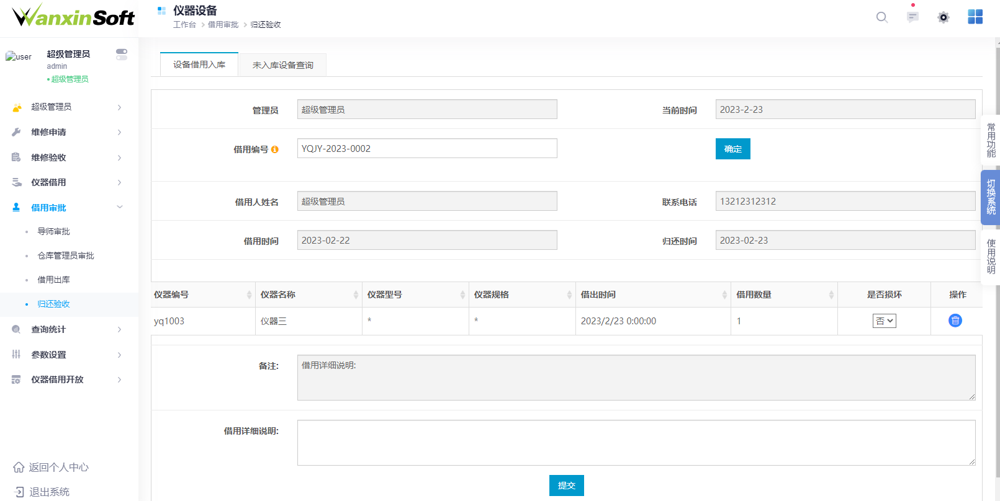 WanxinSoft
仪器设备
工作台 > 借用审批 > 归还验收
user
超级管理员
admin
超级管理员
超级管理员
维修申请
维修验收
仪器借用
借用审批
导师审批
仓库管理员审批
借用出库
归还验收
查询统计
参数设置
仪器借用开放
返回个人中心
退出系统
设备借用入库 未入库设备查询
管理员 超级管理员 当前时间 2023-2-23
借用编号 YQJY-2023-0002 确定
借用人姓名 超级管理员 联系电话 13212312312
借用时间 2023-02-22 归还时间 2023-02-23
仪器编号 仪器名称 仪器型号 仪器规格 借出时间 借用数量 是否损坏 操作
yq1003 仪器三 * * 2023/2/23 0:00:00 1 否
备注: 借用详细说明:
借用详细说明:
提交
常用功能
切换系统
使用说明